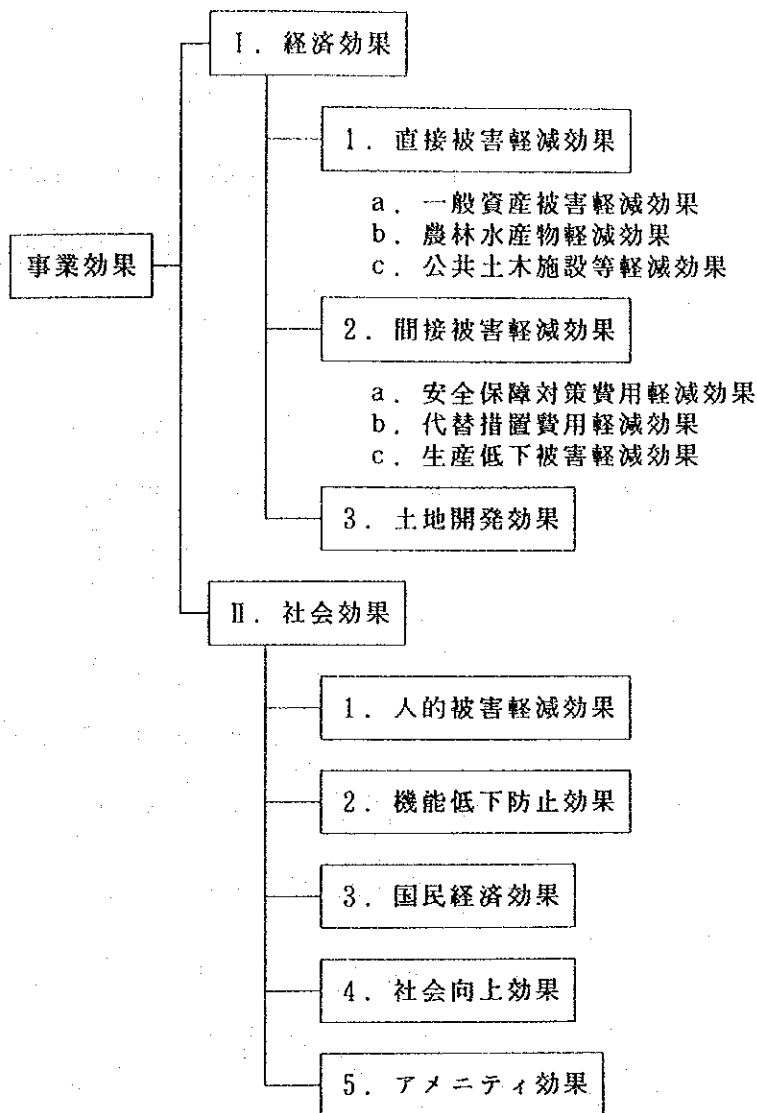 Ⅰ. 経済効果
1. 直接被害軽減効果
a. 一般資産被害軽減効果
b. 農林水産物軽減効果
c. 公共土木施設等軽減効果
事業効果
2. 間接被害軽減効果
a. 安全保障対策費用軽減効果
b. 代替措置費用軽減効果
c. 生産低下被害軽減効果
3. 土地開発効果
Ⅱ. 社会効果
1. 人的被害軽減効果
2. 機能低下防止効果
3. 国民経済効果
4. 社会向上効果
5. アメニティ効果